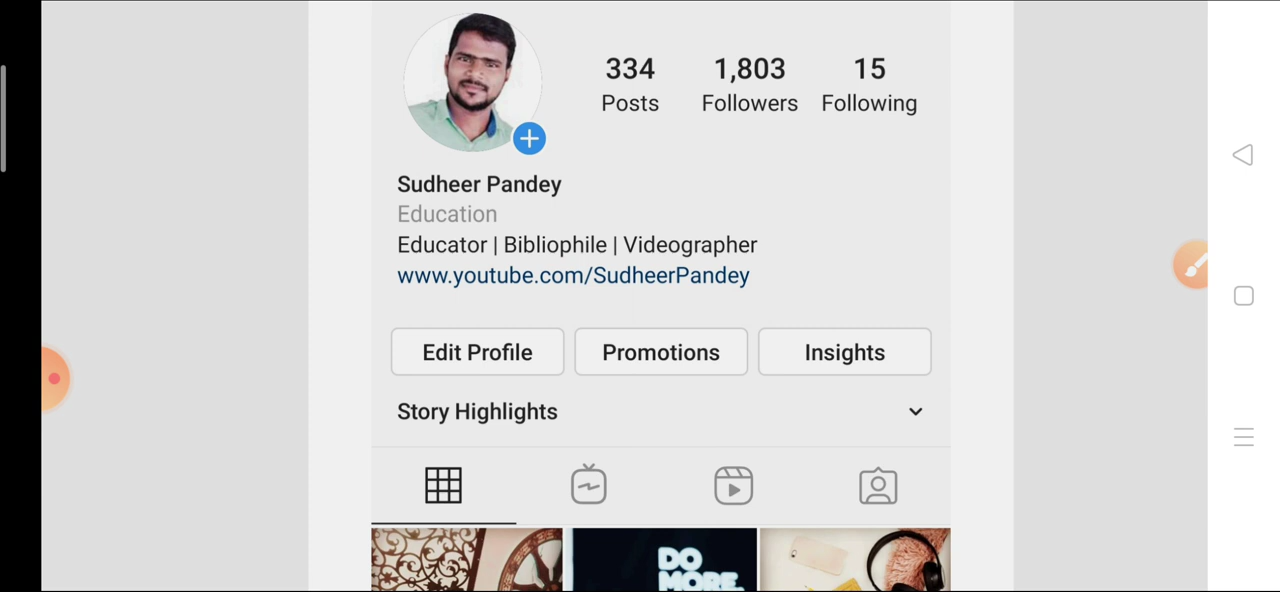 334 1,803 15
Posts Followers Following
Sudheer Pandey
Education
Educator | Bibliophile | Videographer
www.youtube.com/SudheerPandey
Edit Profile Promotions Insights
Story Highlights
DO
MORE.